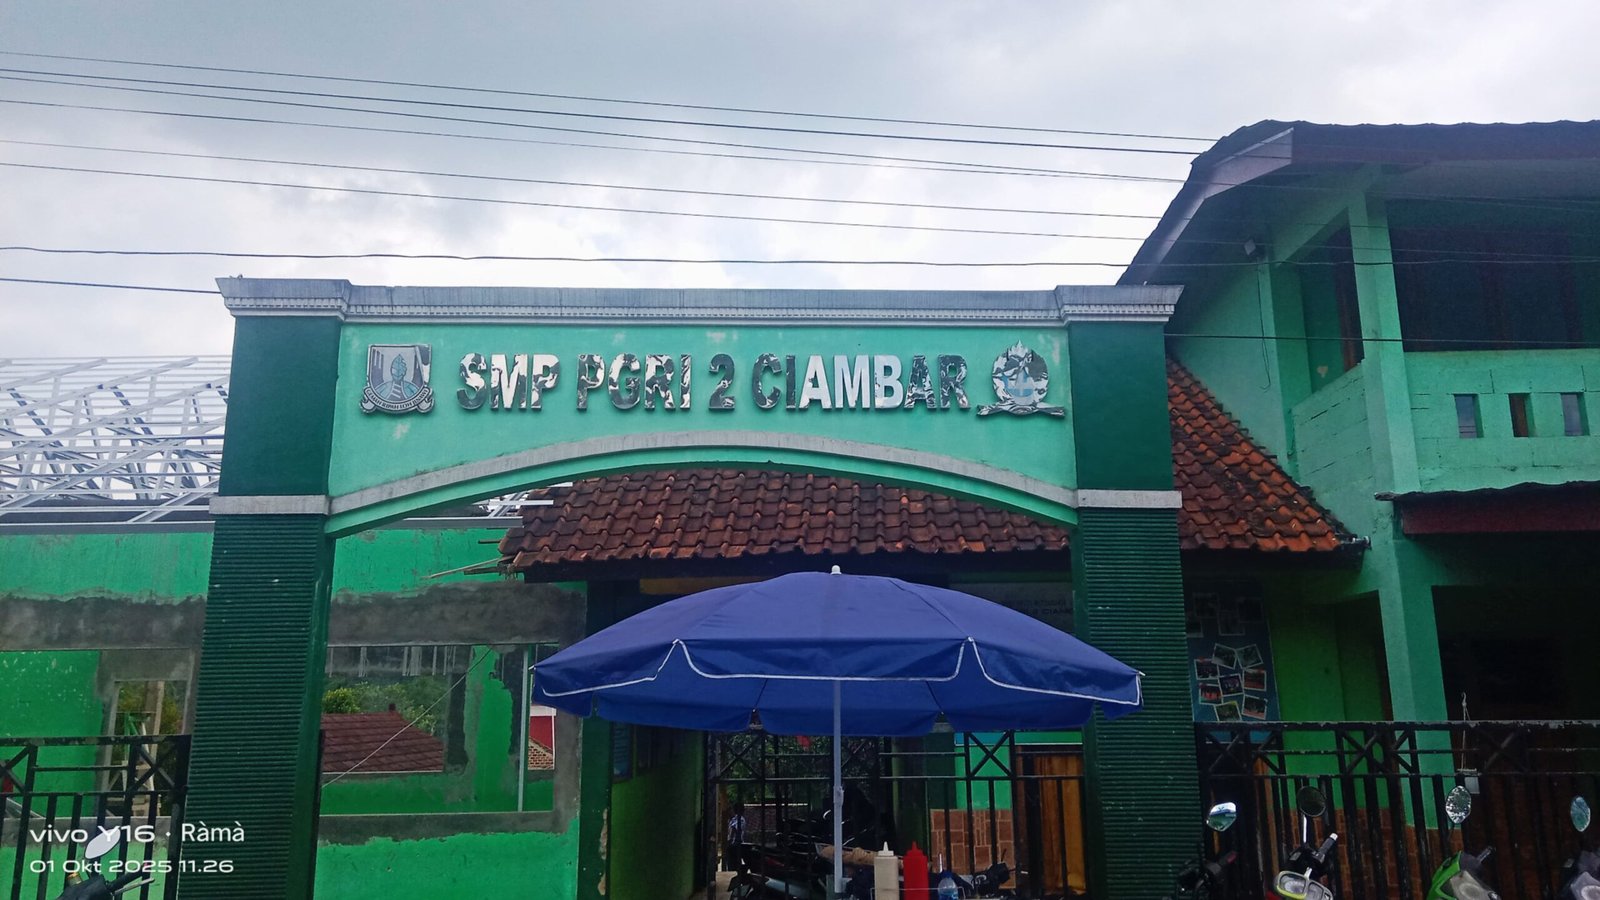 SMP PGRI 2 CIAMBAR
vivo Y16 · Ràmà
01 Okt 2025 11.26